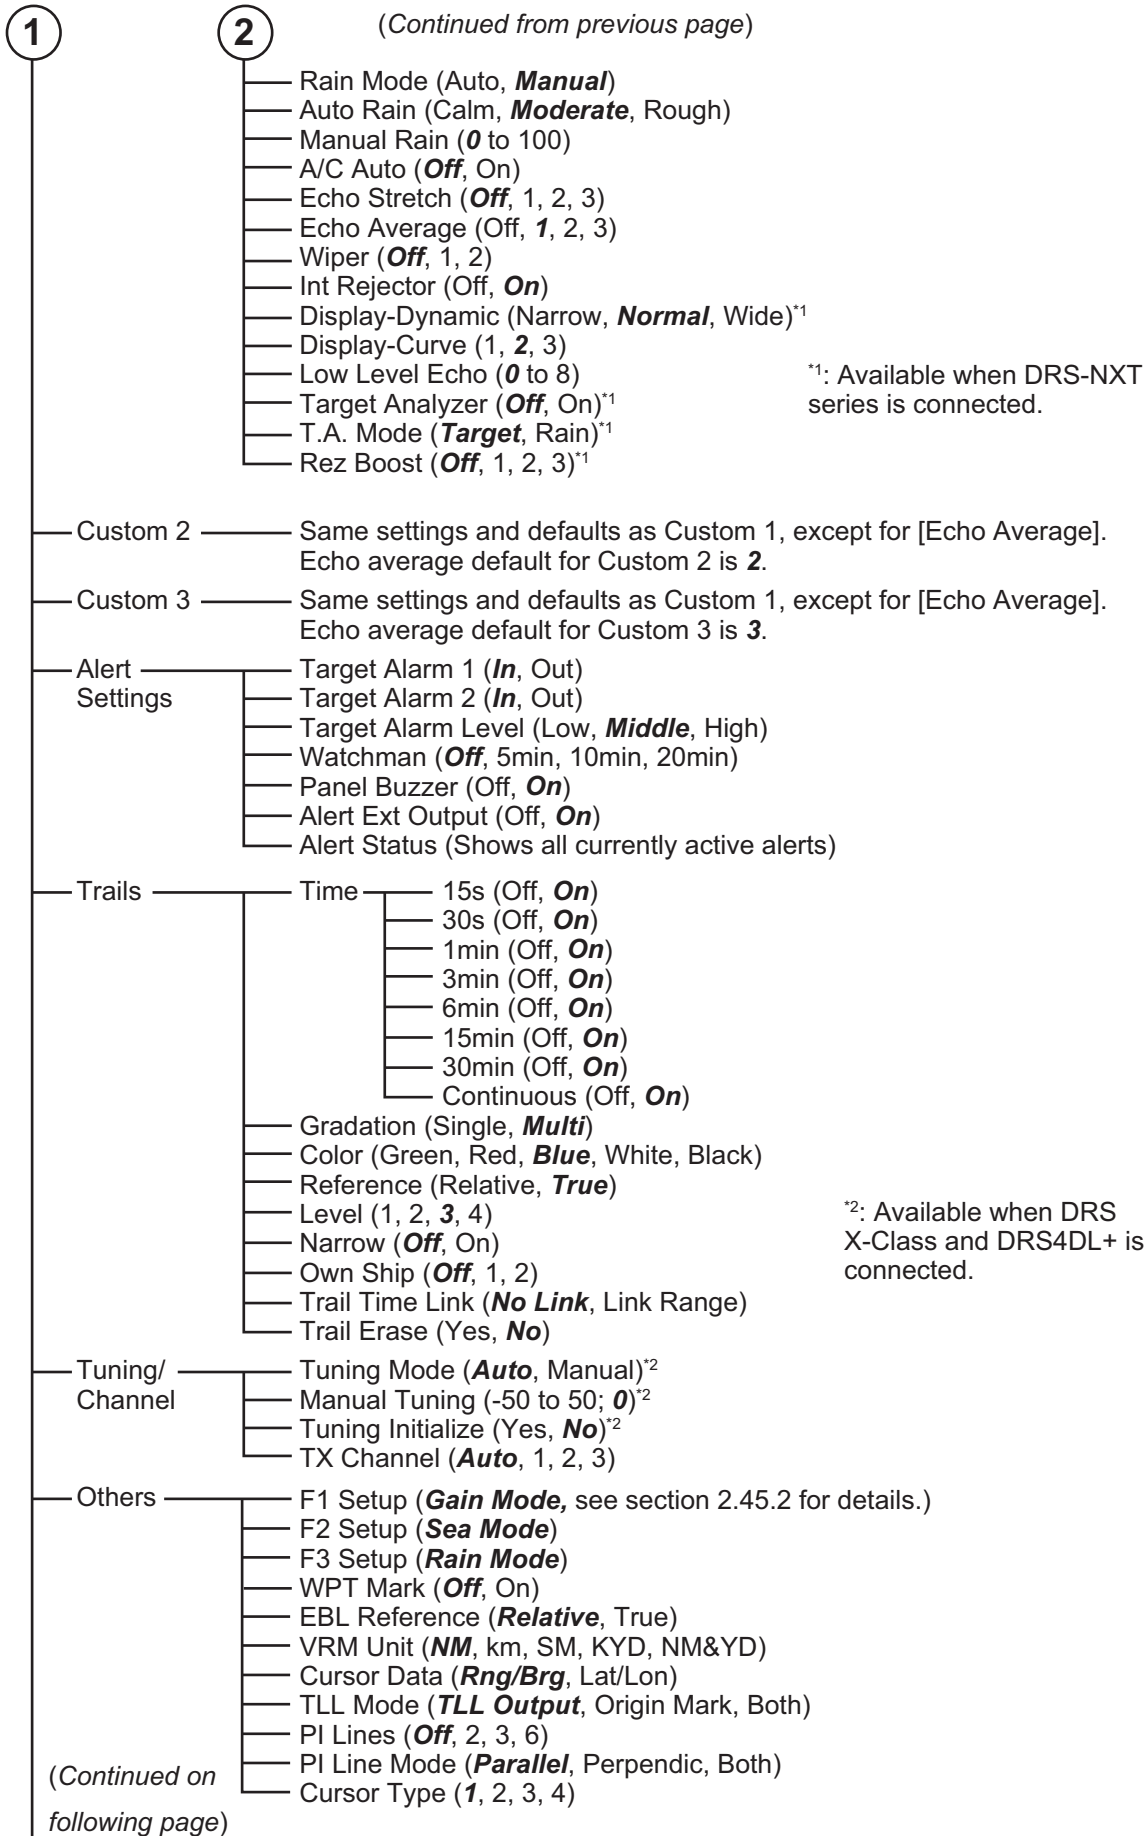 1
2
(Continued from previous page)
Rain Mode (Auto, Manual)
Auto Rain (Calm, Moderate, Rough)
Manual Rain (0 to 100)
A/C Auto (Off, On)
Echo Stretch (Off, 1, 2, 3)
Echo Average (Off, 1, 2, 3)
Wiper (Off, 1, 2)
Int Rejector (Off, On)
Display-Dynamic (Narrow, Normal, Wide)*1
Display-Curve (1, 2, 3)
Low Level Echo (0 to 8)
Target Analyzer (Off, On)*1
T.A. Mode (Target, Rain)*1
Rez Boost (Off, 1, 2, 3)*1
*1: Available when DRS-NXT
series is connected.
Custom 2
Same settings and defaults as Custom 1, except for [Echo Average].
Echo average default for Custom 2 is 2.
Custom 3
Same settings and defaults as Custom 1, except for [Echo Average].
Echo average default for Custom 3 is 3.
Alert
Settings
Target Alarm 1 (In, Out)
Target Alarm 2 (In, Out)
Target Alarm Level (Low, Middle, High)
Watchman (Off, 5min, 10min, 20min)
Panel Buzzer (Off, On)
Alert Ext Output (Off, On)
Alert Status (Shows all currently active alerts)
Trails
Time
15s (Off, On)
30s (Off, On)
1min (Off, On)
3min (Off, On)
6min (Off, On)
15min (Off, On)
30min (Off, On)
Continuous (Off, On)
Gradation (Single, Multi)
Color (Green, Red, Blue, White, Black)
Reference (Relative, True)
Level (1, 2, 3, 4)
Narrow (Off, On)
Own Ship (Off, 1, 2)
Trail Time Link (No Link, Link Range)
Trail Erase (Yes, No)
*2: Available when DRS
X-Class and DRS4DL+ is
connected.
Tuning/
Channel
Tuning Mode (Auto, Manual)*2
Manual Tuning (-50 to 50; 0)*2
Tuning Initialize (Yes, No)*2
TX Channel (Auto, 1, 2, 3)
Others
F1 Setup (Gain Mode, see section 2.45.2 for details.)
F2 Setup (Sea Mode)
F3 Setup (Rain Mode)
WPT Mark (Off, On)
EBL Reference (Relative, True)
VRM Unit (NM, km, SM, KYD, NM&YD)
Cursor Data (Rng/Brg, Lat/Lon)
TLL Mode (TLL Output, Origin Mark, Both)
PI Lines (Off, 2, 3, 6)
PI Line Mode (Parallel, Perpendic, Both)
Cursor Type (1, 2, 3, 4)
(Continued on
following page)